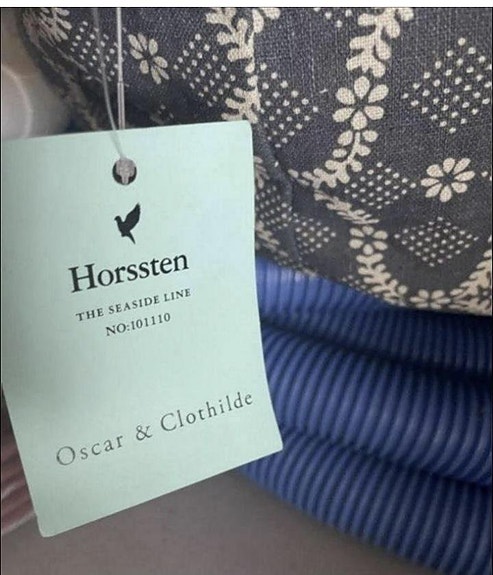 Horssten
THE SEASIDE LINE
NO:101110
Oscar & Clothilde